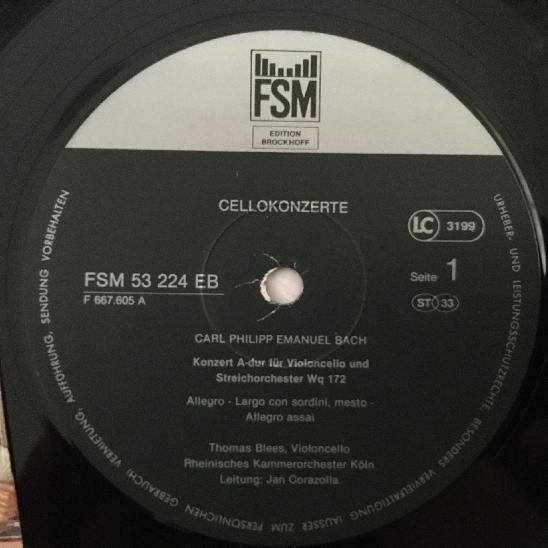 FSM
EDITION
BROCKHOFF
CELLOKONZERTE
LC 3199
FSM 53 224 EB
F 667.605 A
Seite 1
ST 33
CARL PHILIPP EMANUEL BACH
Konzert A-dur für Violoncello und
Streichorchester Wq 172
Allegro - Largo con sordini, mesto -
Allegro assai
Thomas Blees, Violoncello
Rheinisches Kammerorchester Köln
Leitung: Jan Corazolla
URHEBER- UND LEISTUNGSSCHUTZRECHTE, BESONDERS VERVIELFÄLTIGUNG (AUSSER ZUM PERSÖNLICHEN GEBRAUCH) VERMIETUNG, AUFFÜHRUNG, SENDUNG VORBEHALTEN